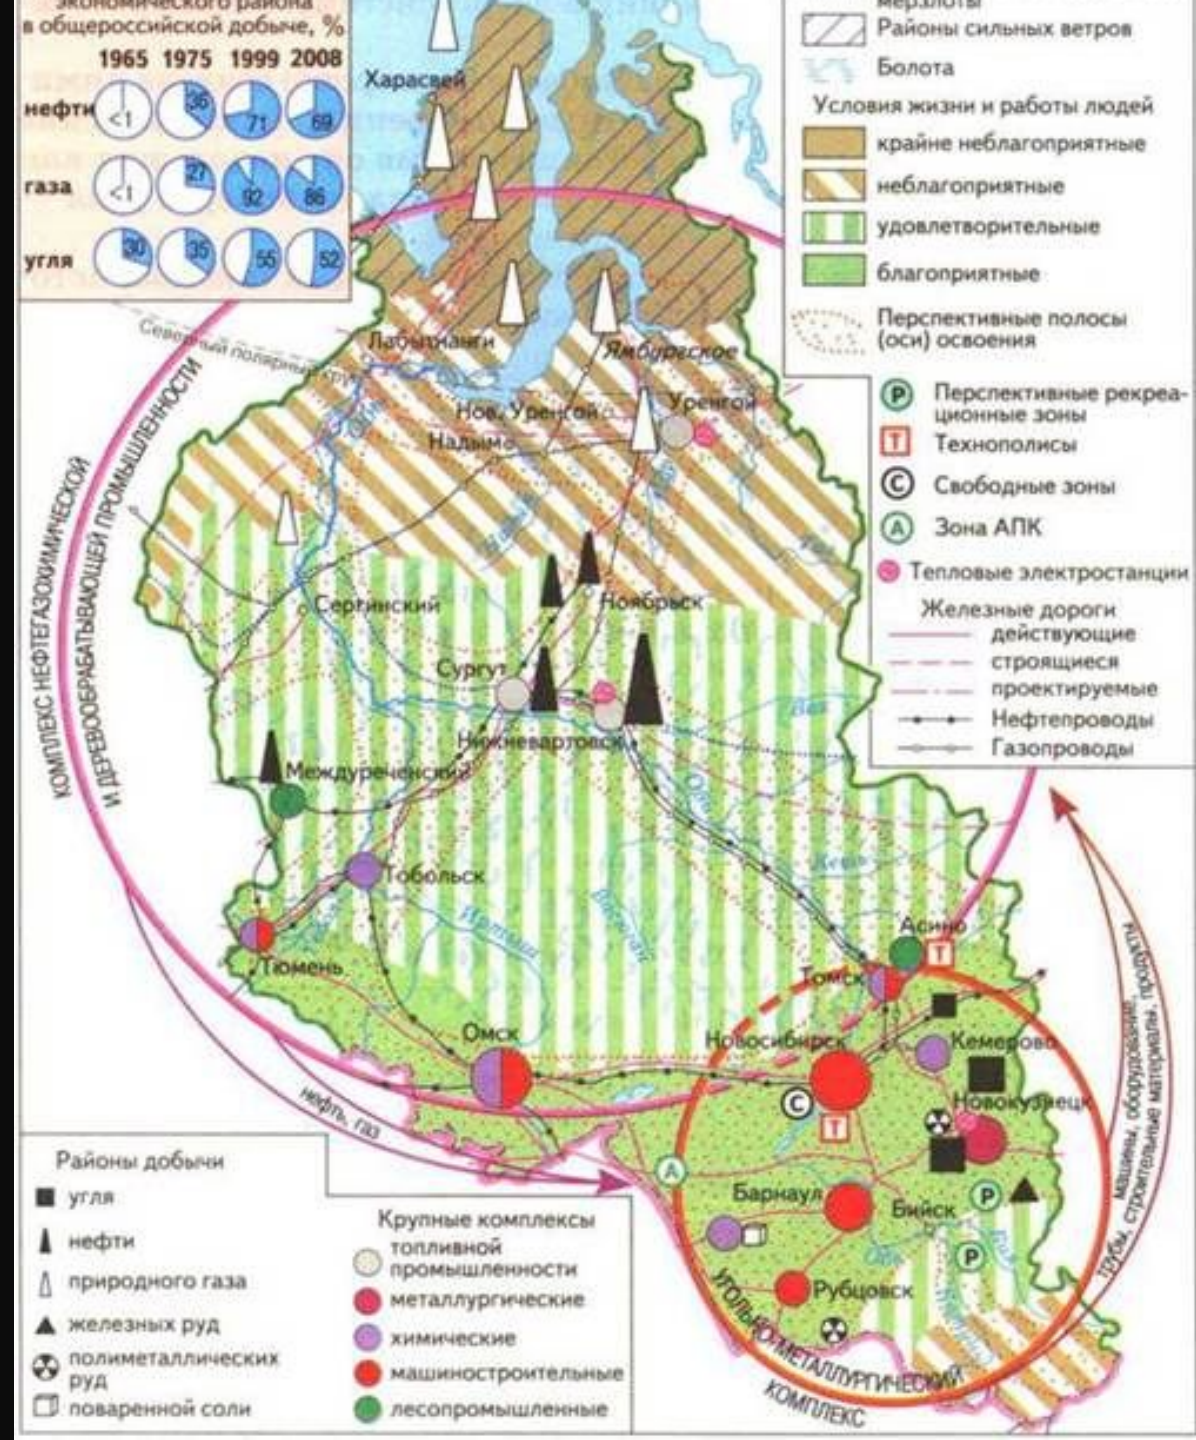 экономического района
в общероссийской добыче, %
1965 1975 1999 2008
нефти <1 36 71 69
газа <1 27 92 86
угля 30 35 55 52
мерзлоты
Районы сильных ветров
Болота
Условия жизни и работы людей
крайне неблагоприятные
неблагоприятные
удовлетворительные
благоприятные
Перспективные полосы
(оси) освоения
Р Перспективные рекреа-
ционные зоны
Т Технополисы
С Свободные зоны
А Зона АПК
Тепловые электростанции
Железные дороги
действующие
строящиеся
проектируемые
Нефтепроводы
Газопроводы
Харасвей
Северный полярный круг
Лабытнанги
Ямбургское
Нов. Уренгой
Уренгой
Надым
Обь
КОМПЛЕКС НЕФТЕГАЗОХИМИЧЕСКОЙ
И ДЕРЕВООБРАБАТЫВАЮЩЕЙ ПРОМЫШЛЕННОСТИ
Сергинский
Ноябрьск
Сургут
Вах
Нижневартовск
Междуреченский
Обь
Кеть
Тобольск
Иртыш
Васюган
Асино
Т
Тюмень
Томск
Омск
Новосибирск
Кемерово
С
Т
Новокузнецк
нефть, газ
А
Барнаул
Бийск
Р
Р
Обь
Рубцовск
УГОЛЬНО-МЕТАЛЛУРГИЧЕСКИЙ
КОМПЛЕКС
машины, оборудование,
трубы, строительные материалы, продукты
Районы добычи
угля
нефти
природного газа
железных руд
полиметаллических
руд
поваренной соли
Крупные комплексы
топливной
промышленности
металлургические
химические
машиностроительные
лесопромышленные